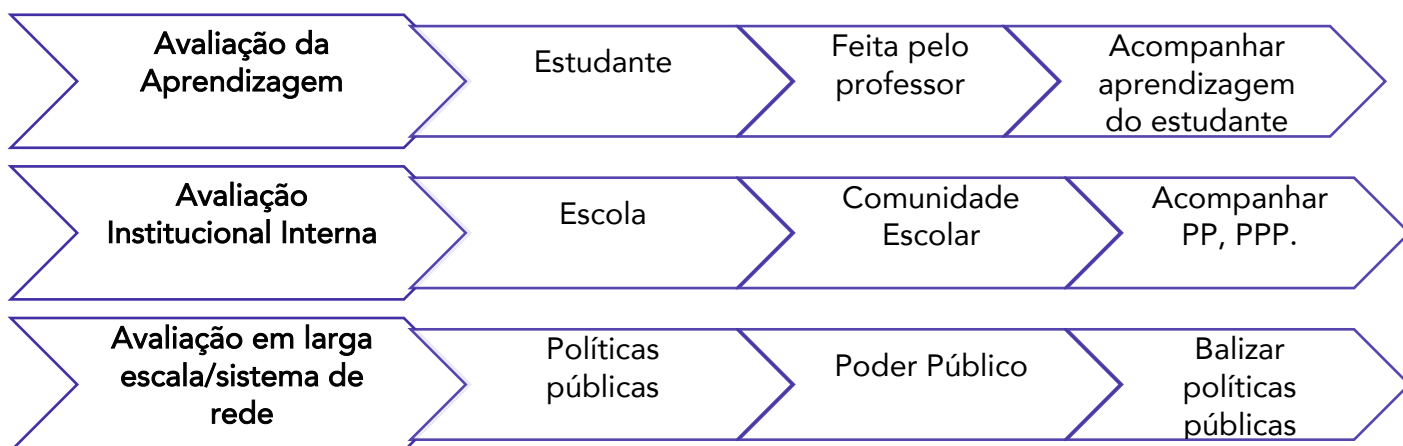 Avaliação da
Aprendizagem
Estudante
Feita pelo
professor
Acompanhar
aprendizagem
do estudante
Avaliação
Institucional Interna
Escola
Comunidade
Escolar
Acompanhar
PP, PPP.
Avaliação em larga
escala/sistema de
rede
Políticas
públicas
Poder Público
Balizar
políticas
públicas